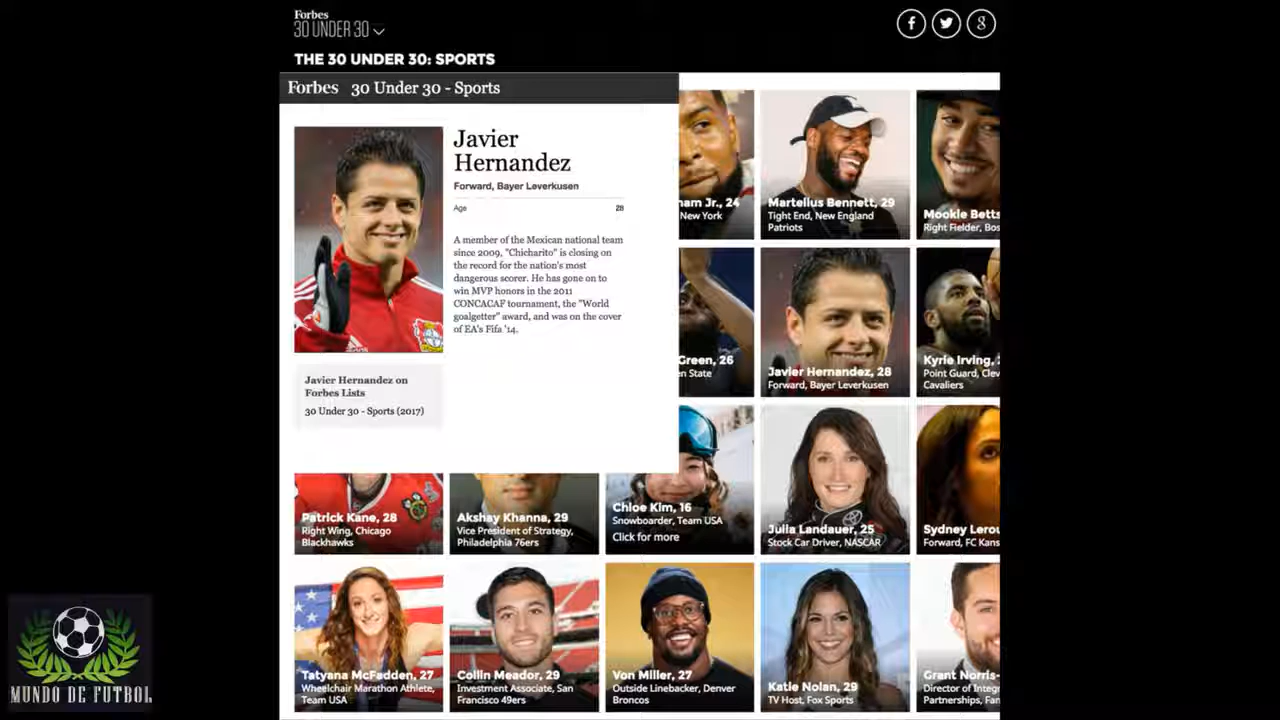 Forbes
30 UNDER 30
8
THE 30 UNDER 30: SPORTS
Forbes 30 Under 30 - Sports
Javier
Hernandez
Forward, Bayer Leverkusen
Age 28
A member of the Mexican national team
since 2009, "Chicharito" is closing on
the record for the nation's most
dangerous scorer. He has gone on to
win MVP honors in the 2011
CONCACAF tournament, the "World
goalgetter" award, and was on the cover
of EA's Fifa '14.
Javier Hernandez on
Forbes Lists
30 Under 30 - Sports (2017)
am Jr., 24
New York
Martellus Bennett, 29
Tight End, New England
Patriots
Mookie Betts
Right Fielder, Bos
Green, 26
en State
Javier Hernandez, 28
Forward, Bayer Leverkusen
Kyrie Irving,
Point Guard, Clev
Cavaliers
Patrick Kane, 28
Right Wing, Chicago
Blackhawks
Akshay Khanna, 29
Vice President of Strategy,
Philadelphia 76ers
Chloe Kim, 16
Snowboarder, Team USA
Click for more
Julia Landauer, 25
Stock Car Driver, NASCAR
Sydney Lerou
Forward, FC Kans
Tatyana McFadden, 27
Wheelchair Marathon Athlete,
Team USA
Collin Meador, 29
Investment Associate, San
Francisco 49ers
Von Miller, 27
Outside Linebacker, Denver
Broncos
Katie Nolan, 29
TV Host, Fox Sports
Grant Norris-
Director of Integr
Partnerships, Fan
MUNDO DE FUTBOL